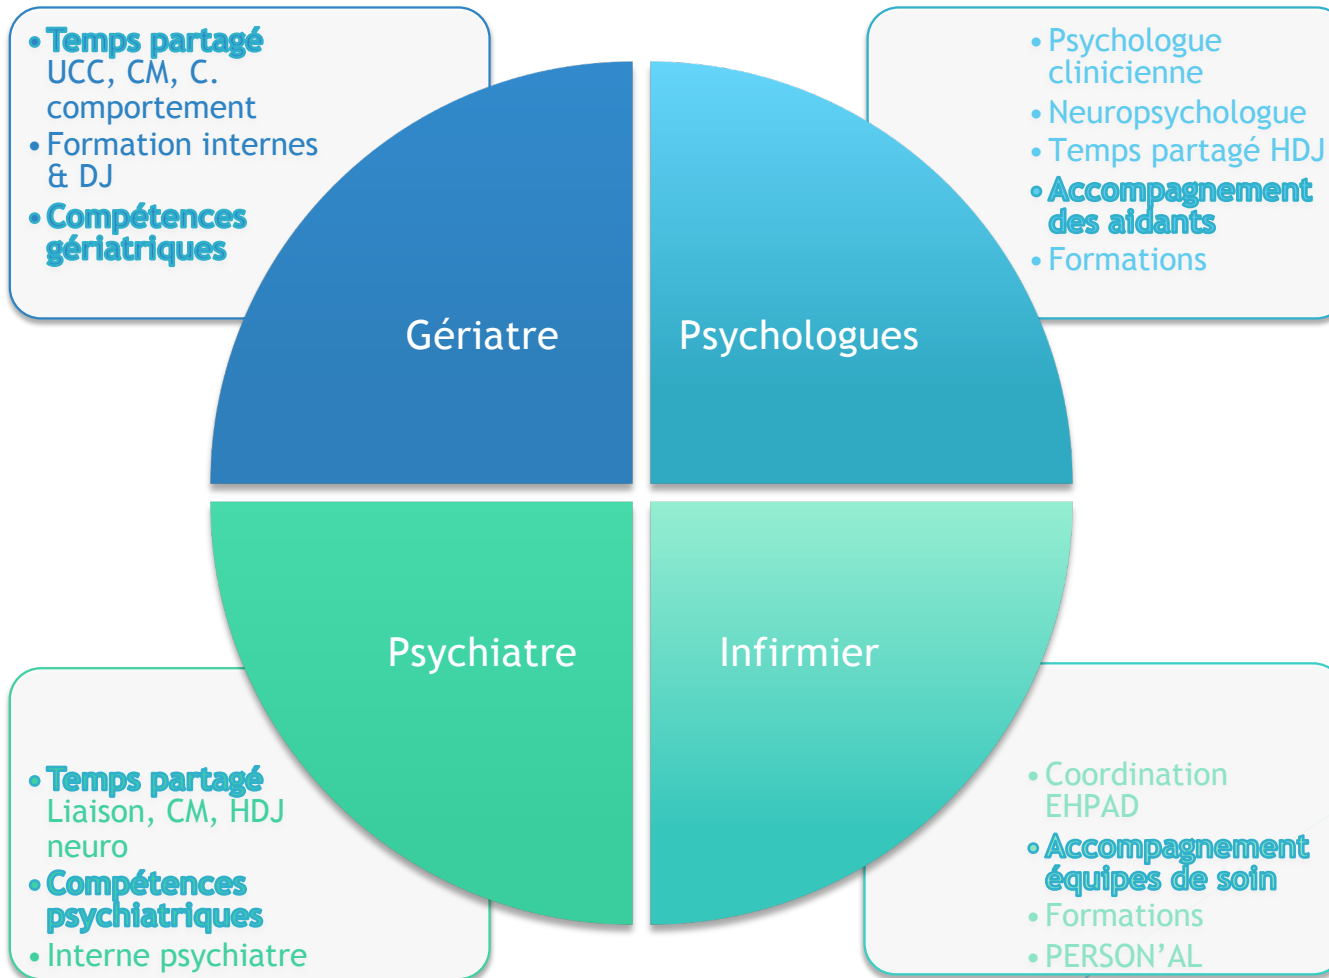 • Temps partagé
UCC, CM, C.
comportement
• Formation internes
& DJ
• Compétences
gériatriques
• Psychologue
clinicienne
• Neuropsychologue
• Temps partagé HDJ
• Accompagnement
des aidants
• Formations
Gériatre
Psychologues
Psychiatre
Infirmier
• Temps partagé
Liaison, CM, HDJ
neuro
• Compétences
psychiatriques
• Interne psychiatre
• Coordination
EHPAD
• Accompagnement
équipes de soin
• Formations
• PERSON’AL